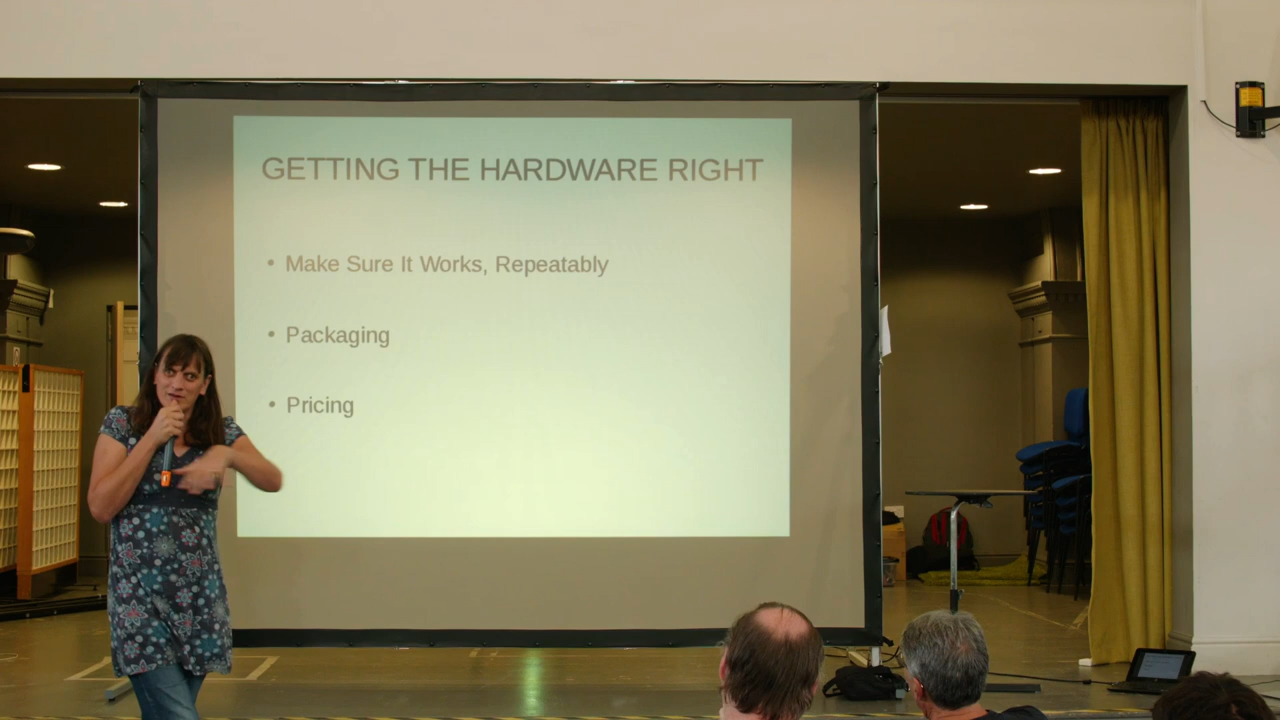 GETTING THE HARDWARE RIGHT
• Make Sure It Works, Repeatably
• Packaging
• Pricing